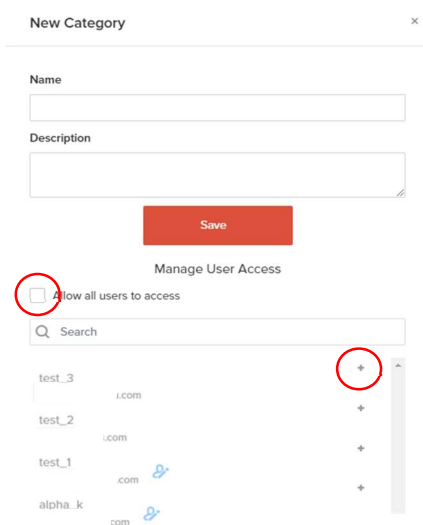 New Category
×
Name
Description
Save
Manage User Access
Allow all users to access
Search
test_3
.com
test_2
.com
test_1
.com
alpha_k
com